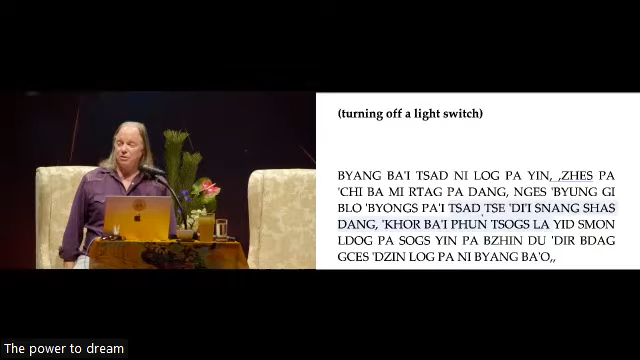 (turning off a light switch)
BYANG BA'I TSAD NI LOG PA YIN, ,ZHES PA
'CHI BA MI RTAG PA DANG, NGES 'BYUNG GI
BLO 'BYONGS PA'I TSAD TSE 'DI'I SNANG SHAS
DANG, 'KHOR BA'I PHUN TSOGS LA YID SMON
LDOG PA SOGS YIN PA BZHIN DU 'DIR BDAG
GCES 'DZIN LOG PA NI BYANG BA'O,,
The power to dream